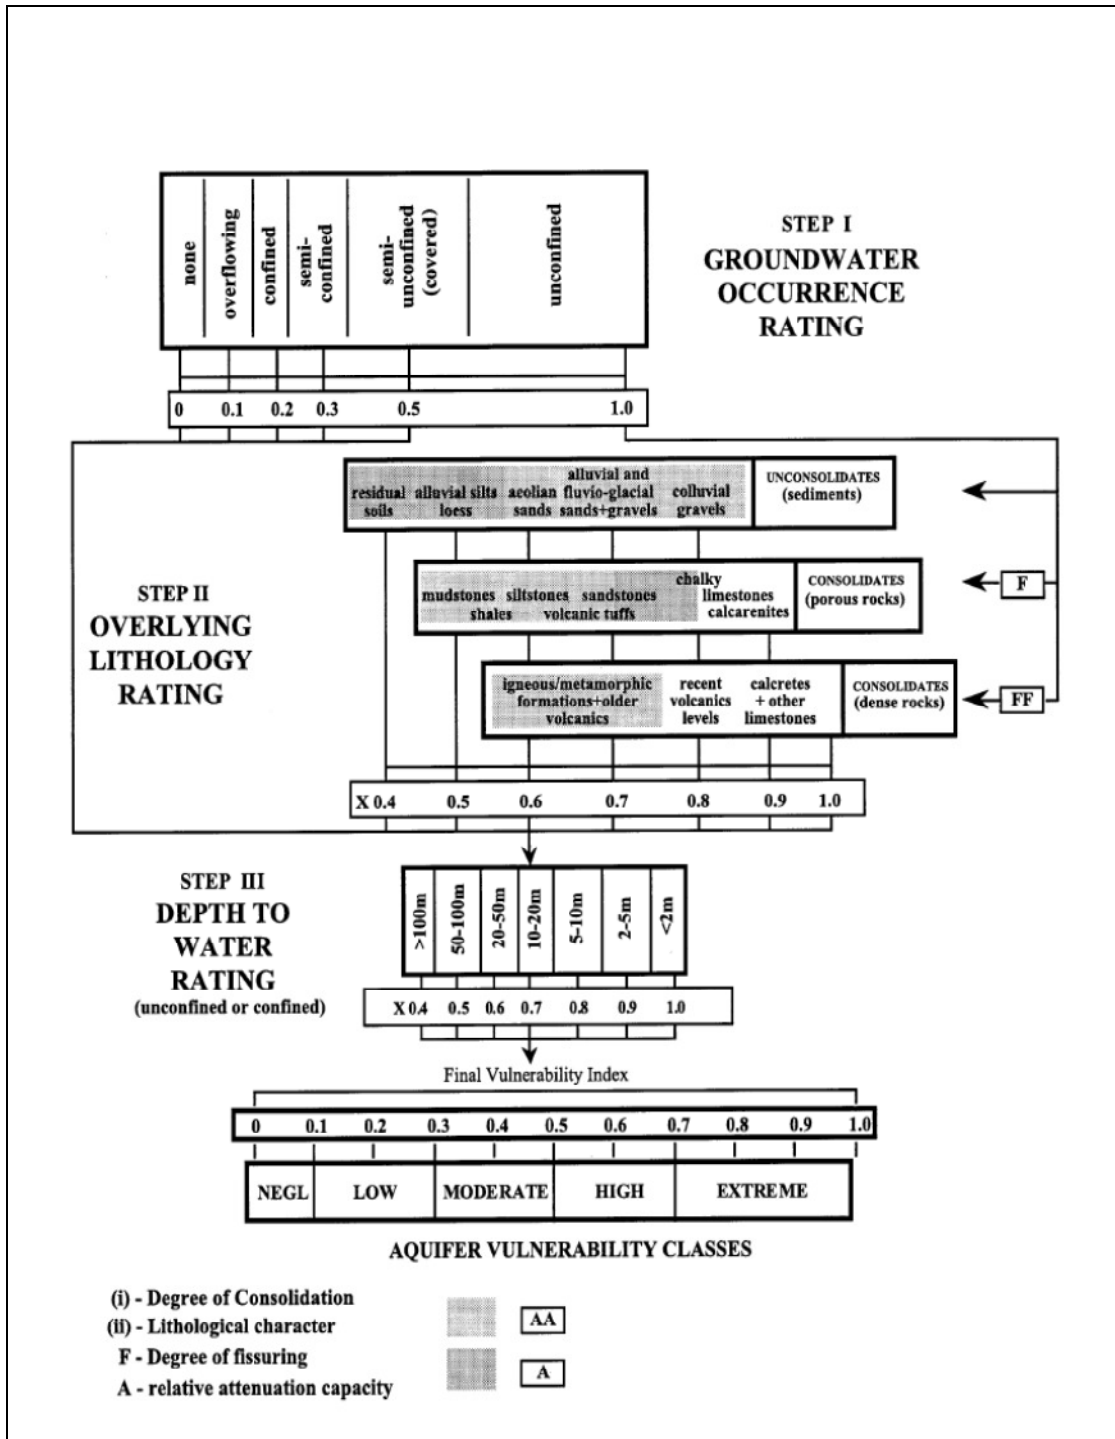 none
overflowing
confined
semi-
confined
semi-
unconfined
(covered)
unconfined
STEP I
GROUNDWATER
OCCURRENCE
RATING
0 0.1 0.2 0.3 0.5 1.0
residual
soils
alluvial silts
loess
aeolian
sands
alluvial and
fluvio-glacial
sands+gravels
colluvial
gravels
UNCONSOLIDATES
(sediments)
STEP II
OVERLYING
LITHOLOGY
RATING
mudstones
shales
siltstones
sandstones
volcanic tuffs
chalky
limestones
calcarenites
CONSOLIDATES
(porous rocks)
F
igneous/metamorphic
formations+older
volcanics
recent
volcanics
levels
calcretes
+ other
limestones
CONSOLIDATES
(dense rocks)
FF
X 0.4 0.5 0.6 0.7 0.8 0.9 1.0
STEP III
DEPTH TO
WATER
RATING
(unconfined or confined)
>100m
50-100m
20-50m
10-20m
5-10m
2-5m
<2m
X 0.4 0.5 0.6 0.7 0.8 0.9 1.0
Final Vulnerability Index
0 0.1 0.2 0.3 0.4 0.5 0.6 0.7 0.8 0.9 1.0
NEGL LOW MODERATE HIGH EXTREME
AQUIFER VULNERABILITY CLASSES
(i) - Degree of Consolidation
(ii) - Lithological character
F - Degree of fissuring
A - relative attenuation capacity
AA
A